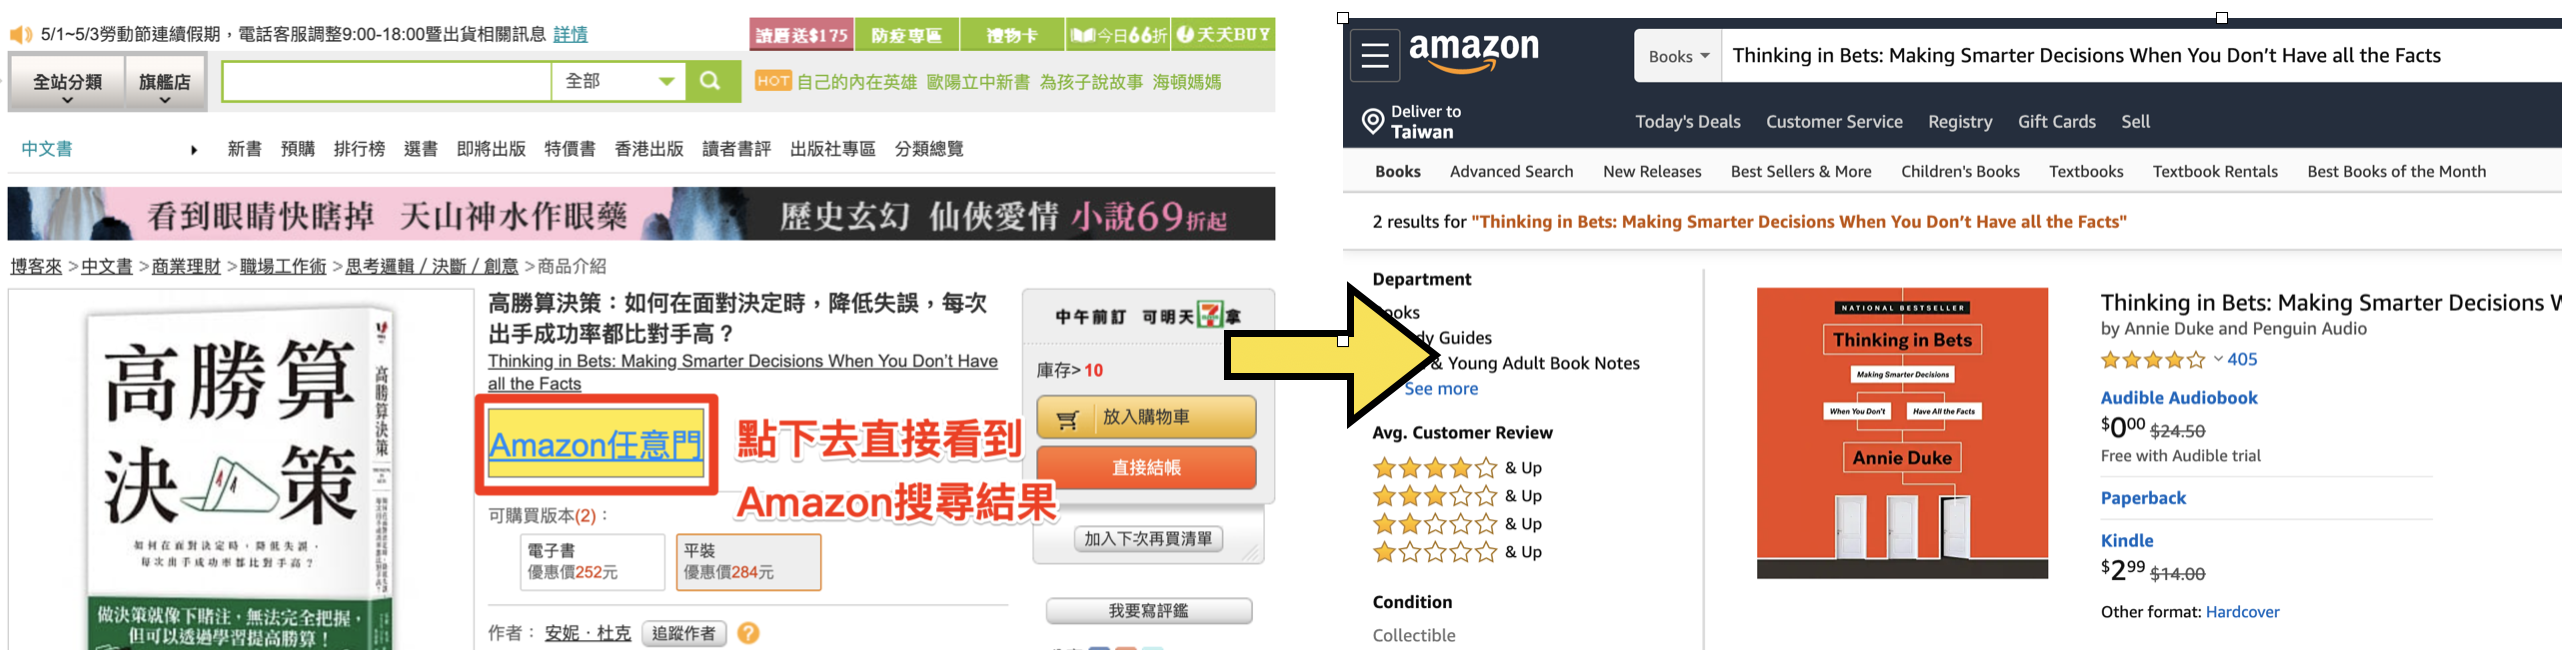 5/1~5/3勞動節連續假期，電話客服調整9:00-18:00暨出貨相關訊息 詳情
讀曆送$175 防疫專區 禮物卡 今日66折 天天BUY
全站分類 旗艦店
全部
HOT 自己的內在英雄 歐陽立中新書 為孩子說故事 海頓媽媽
中文書 新書 預購 排行榜 選書 即將出版 特價書 香港出版 讀者書評 出版社專區 分類總覽
看到眼睛快瞎掉 天山神水作眼藥 歷史玄幻 仙俠愛情 小說69折起
博客來 >中文書 >商業理財 >職場工作術 >思考邏輯／決斷／創意 >商品介紹
高勝算決策
如何在面對決定時，降低失誤，
每次出手成功率都比對手高？
做決策就像下賭注，無法完全把握，
但可以透過學習提高勝算！
高勝算決策
高勝算決策：如何在面對決定時，降低失誤，每次
出手成功率都比對手高？
Thinking in Bets: Making Smarter Decisions When You Don’t Have
all the Facts
Amazon任意門
點下去直接看到
Amazon搜尋結果
可購買版本(2)：
電子書
優惠價252元
平裝
優惠價284元
作者： 安妮．杜克 追蹤作者 ?
中午前訂 可明天7拿
庫存> 10
放入購物車
直接結帳
加入下次再買清單
我要寫評鑑
amazon
Books
Thinking in Bets: Making Smarter Decisions When You Don’t Have all the Facts
Deliver to
Taiwan
Today's Deals Customer Service Registry Gift Cards Sell
Books Advanced Search New Releases Best Sellers & More Children's Books Textbooks Textbook Rentals Best Books of the Month
2 results for "Thinking in Bets: Making Smarter Decisions When You Don’t Have all the Facts"
Department
ooks
dy Guides
& Young Adult Book Notes
See more
Avg. Customer Review
& Up
& Up
& Up
& Up
Condition
Collectible
NATIONAL BESTSELLER
Thinking in Bets
Making Smarter Decisions
When You Don't Have All the Facts
Annie Duke
Thinking in Bets: Making Smarter Decisions W
by Annie Duke and Penguin Audio
405
Audible Audiobook
$000 $24.50
Free with Audible trial
Paperback
Kindle
$299 $14.00
Other format: Hardcover